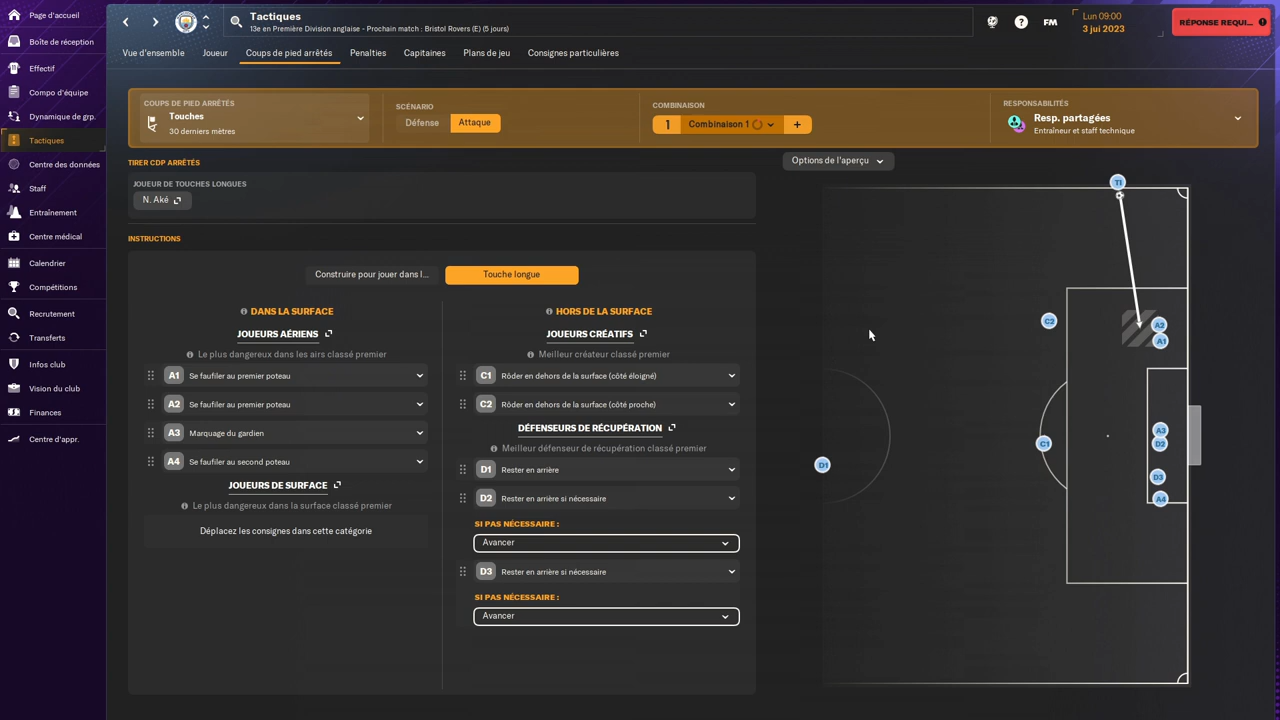 Page d'accueil
Boîte de réception
Effectif
Compo d'équipe
Dynamique de grp.
Tactiques
Centre des données
Staff
Entraînement
Centre médical
Calendrier
Compétitions
Recrutement
Transferts
Infos club
Vision du club
Finances
Centre d'appr.
Tactiques
13e en Première Division anglaise - Prochain match : Bristol Rovers (E) (5 jours)
FM
Lun 09:00
3 jui 2023
RÉPONSE REQUI...
Vue d'ensemble
Joueur
Coups de pied arrêtés
Penalties
Capitaines
Plans de jeu
Consignes particulières
COUPS DE PIED ARRÊTÉS
Touches
30 derniers mètres
SCÉNARIO
Défense
Attaque
COMBINAISON
1
Combinaison 1
+
RESPONSABILITÉS
Resp. partagées
Entraîneur et staff technique
TIRER CDP ARRÊTÉS
JOUEUR DE TOUCHES LONGUES
N. Aké
INSTRUCTIONS
Construire pour jouer dans l...
Touche longue
DANS LA SURFACE
JOUEURS AÉRIENS
Le plus dangereux dans les airs classé premier
A1 Se faufiler au premier poteau
A2 Se faufiler au premier poteau
A3 Marquage du gardien
A4 Se faufiler au second poteau
JOUEURS DE SURFACE
Le plus dangereux dans la surface classé premier
Déplacez les consignes dans cette catégorie
HORS DE LA SURFACE
JOUEURS CRÉATIFS
Meilleur créateur classé premier
C1 Rôder en dehors de la surface (côté éloigné)
C2 Rôder en dehors de la surface (côté proche)
DÉFENSEURS DE RÉCUPÉRATION
Meilleur défenseur de récupération classé premier
D1 Rester en arrière
D2 Rester en arrière si nécessaire
SI PAS NÉCESSAIRE :
Avancer
D3 Rester en arrière si nécessaire
SI PAS NÉCESSAIRE :
Avancer
Options de l'aperçu
TI
C2
A2
A1
A3
C1
D2
D1
D3
A4